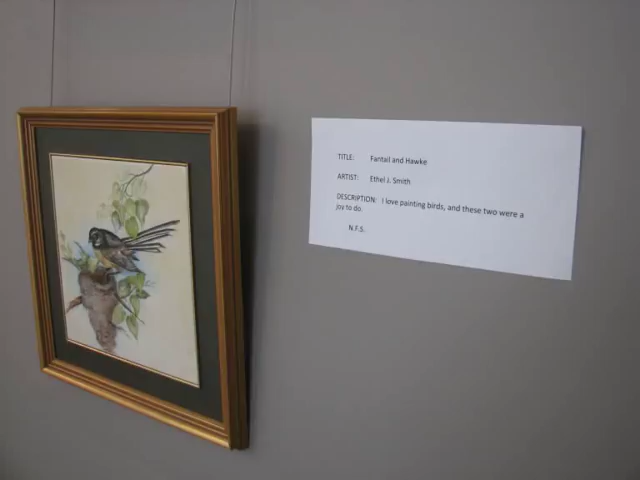 TITLE: Fantail and Hawke
ARTIST: Ethel J. Smith
DESCRIPTION: I love painting birds, and these two were a
joy to do.
N.F.S.